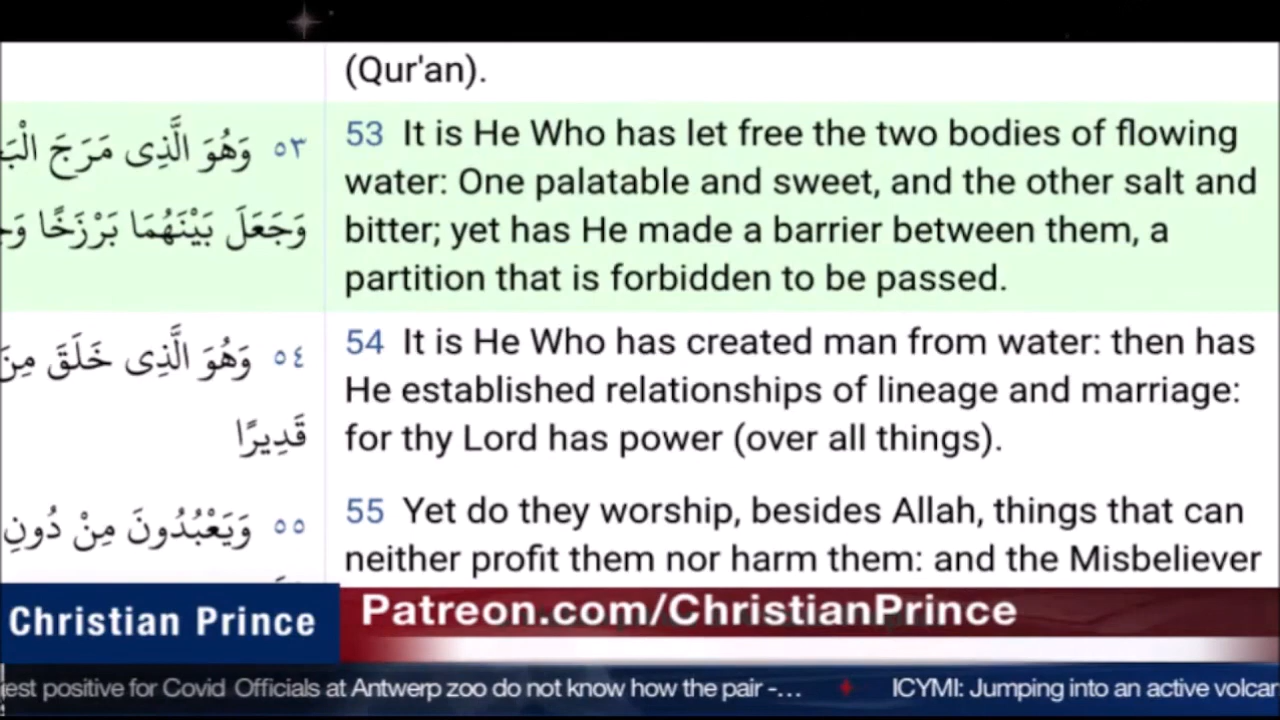 (Qur'an).
٥٣ وَهُوَ الَّذِى مَرَجَ
وَجَعَلَ بَيْنَهُمَا بَرْزَخًا
53 It is He Who has let free the two bodies of flowing
water: One palatable and sweet, and the other salt and
bitter; yet has He made a barrier between them, a
partition that is forbidden to be passed.
٥٤ وَهُوَ الَّذِى خَلَقَ مِنَ
قَدِيرًا
54 It is He Who has created man from water: then has
He established relationships of lineage and marriage:
for thy Lord has power (over all things).
٥٥ وَيَعْبُدُونَ مِنْ دُونِ
55 Yet do they worship, besides Allah, things that can
neither profit them nor harm them: and the Misbeliever
Christian Prince
Patreon.com/ChristianPrince
est positive for Covid Officials at Antwerp zoo do not know how the pair -... ICYMI: Jumping into an active volcan